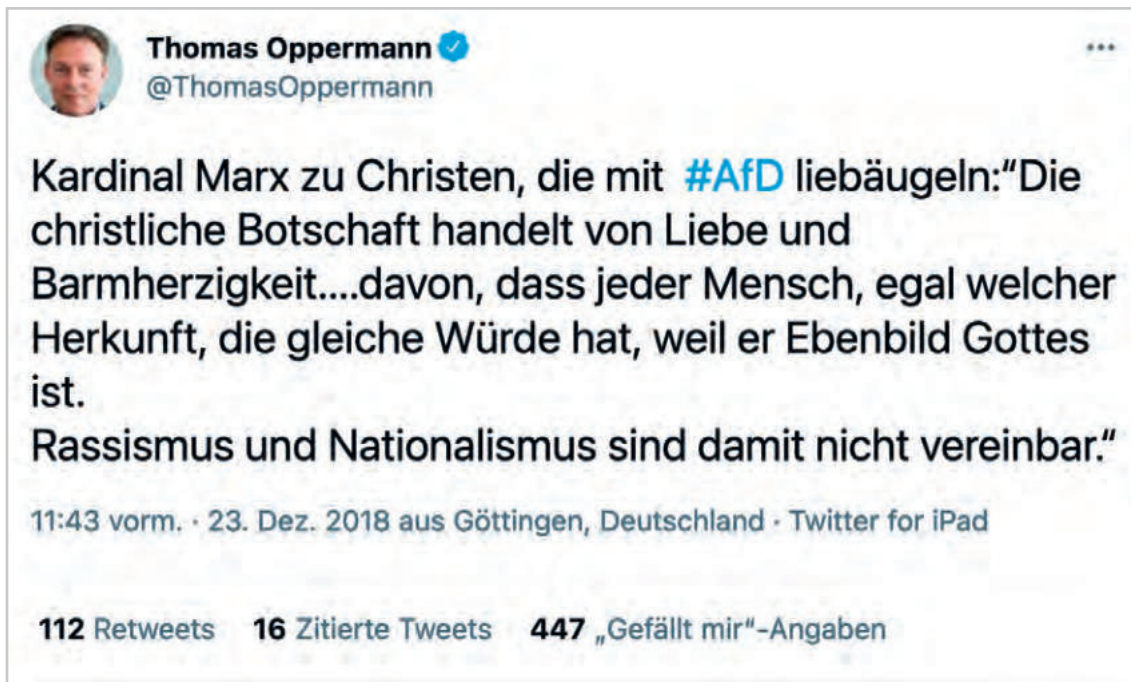 Thomas Oppermann
@ThomasOppermann
Kardinal Marx zu Christen, die mit #AfD liebäugeln:“Die
christliche Botschaft handelt von Liebe und
Barmherzigkeit....davon, dass jeder Mensch, egal welcher
Herkunft, die gleiche Würde hat, weil er Ebenbild Gottes
ist.
Rassismus und Nationalismus sind damit nicht vereinbar.“
11:43 vorm. · 23. Dez. 2018 aus Göttingen, Deutschland · Twitter for iPad
112 Retweets 16 Zitierte Tweets 447 „Gefällt mir“-Angaben